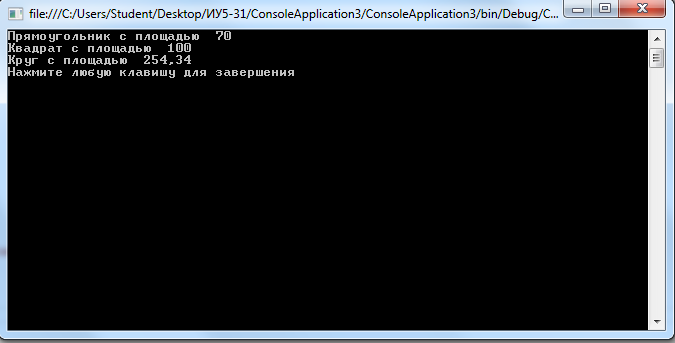 file:///C:/Users/Student/Desktop/ИУ5-31/ConsoleApplication3/ConsoleApplication3/bin/Debug/C...
Прямоугольник с площадью  70
Квадрат с площадью  100
Круг с площадью  254,34
Нажмите любую клавишу для завершения